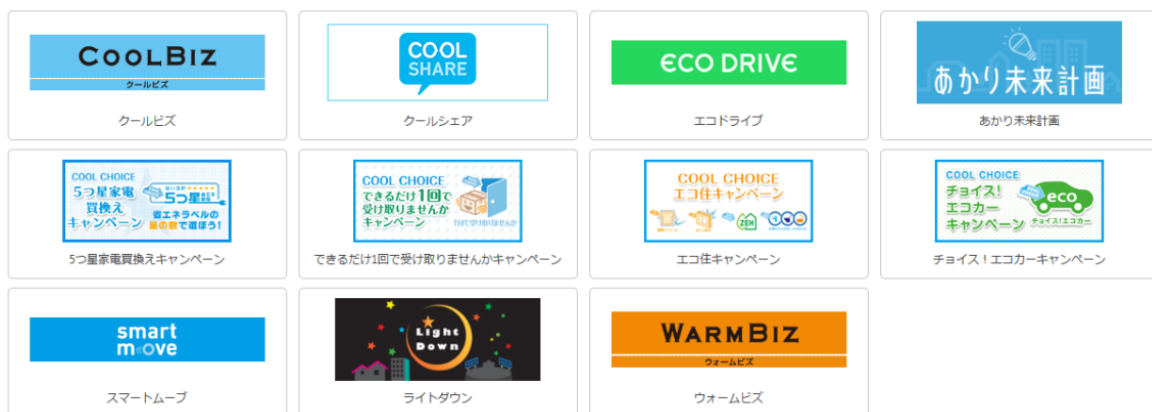 COOLBIZ
クールビズ
クールビズ
COOL
SHARE
クールシェア
ECO DRIVE
エコドライブ
あかり未来計画
あかり未来計画
COOL CHOICE
5つ星家電
買換え
キャンペーン
5つ星
省エネラベルの
星の数で選ぼう!
5つ星家電買換えキャンペーン
COOL CHOICE
できるだけ1回で
受け取りませんか
キャンペーン
1回で受け取りませんか
できるだけ1回で受け取りませんかキャンペーン
COOL CHOICE
エコ住キャンペーン
ZEH
エコ住キャンペーン
COOL CHOICE
チョイス!
エコカー
キャンペーン
eco
チョイス!エコカー
チョイス!エコカーキャンペーン
smart
move
スマートムーブ
Light
Down
ライトダウン
WARMBIZ
ウォームビズ
ウォームビズ